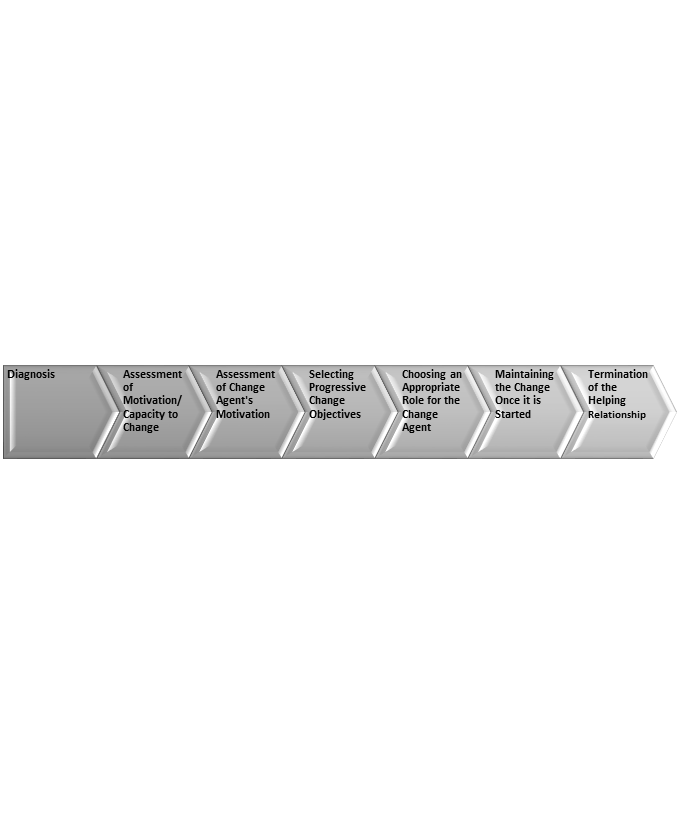 Diagnosis
Assessment
of
Motivation/
Capacity to
Change
Assessment
of Change
Agent's
Motivation
Selecting
Progressive
Change
Objectives
Choosing an
Appropriate
Role for the
Change
Agent
Maintaining
the Change
Once it is
Started
Termination
of the
Helping
Relationship